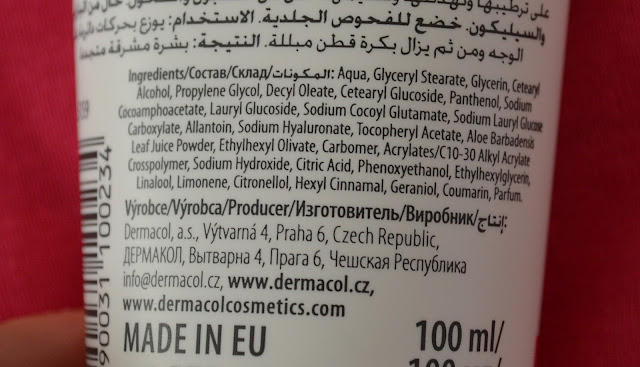 والسيليكون. خضع للفحوص الجلدية. الاستخدام: يوزع بحركات دائرية
الوجه ومن ثم يزال بكرة قطن مبللة. النتيجة: بشرة مشرقة متجددة
Ingredients/Состав/Склад/المكونات: Aqua, Glyceryl Stearate, Glycerin, Cetearyl
Alcohol, Propylene Glycol, Decyl Oleate, Cetearyl Glucoside, Panthenol, Sodium
Cocoamphoacetate, Lauryl Glucoside, Sodium Cocoyl Glutamate, Sodium Lauryl Glucose
Carboxylate, Allantoin, Sodium Hyaluronate, Tocopheryl Acetate, Aloe Barbadensis
Leaf Juice Powder, Ethylhexyl Olivate, Carbomer, Acrylates/C10-30 Alkyl Acrylate
Crosspolymer, Sodium Hydroxide, Citric Acid, Phenoxyethanol, Ethylhexylglycerin,
Linalool, Limonene, Citronellol, Hexyl Cinnamal, Geraniol, Coumarin, Parfum.
Výrobce/Výrobca/Producer/Изготовитель/Виробник/إنتاج:
Dermacol, a.s., Výtvarná 4, Praha 6, Czech Republic,
ДЕРМАКОЛ, Вытварна 4, Прага 6, Чешская Республика
info@dermacol.cz, www.dermacol.cz,
www.dermacolcosmetics.com
MADE IN EU 100 ml/
90031 100234